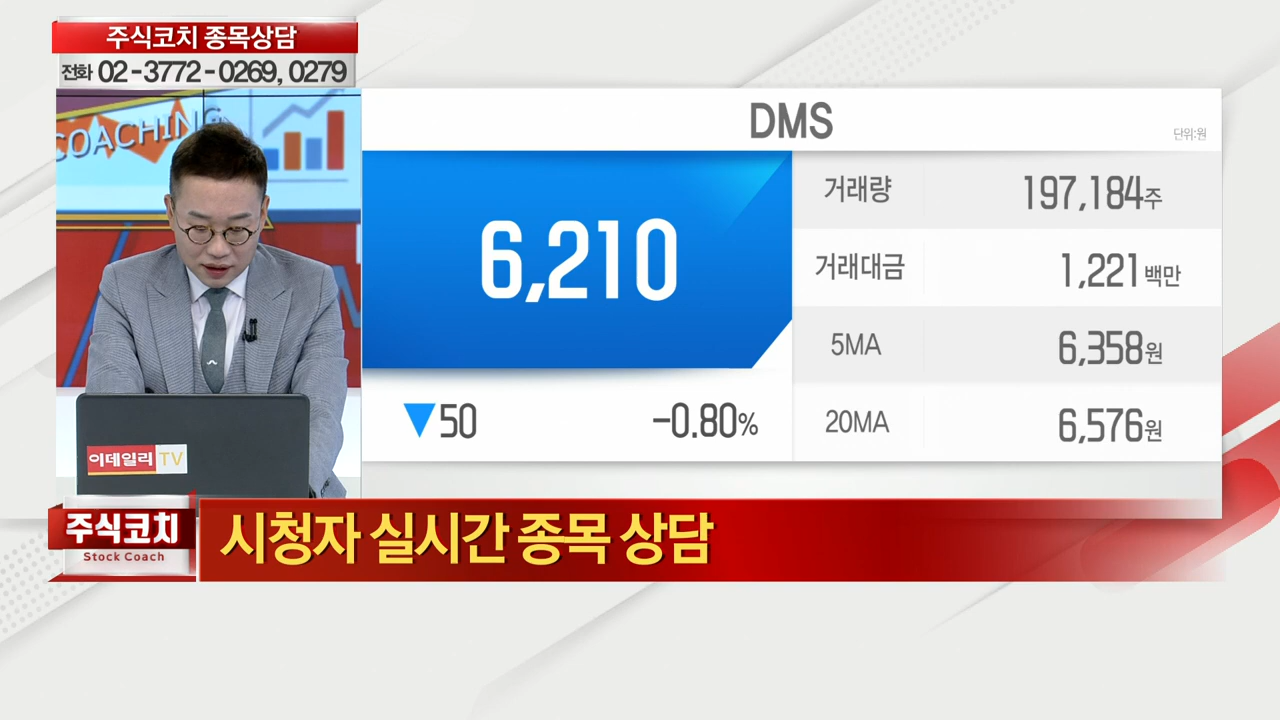 주식코치 종목상담
전화 02-3772-0269, 0279
COACHING
DMS
단위:원
6,210
▼50 -0.80%
거래량 197,184주
거래대금 1,221백만
5MA 6,358원
20MA 6,576원
이데일리TV
주식코치
Stock Coach
시청자 실시간 종목 상담